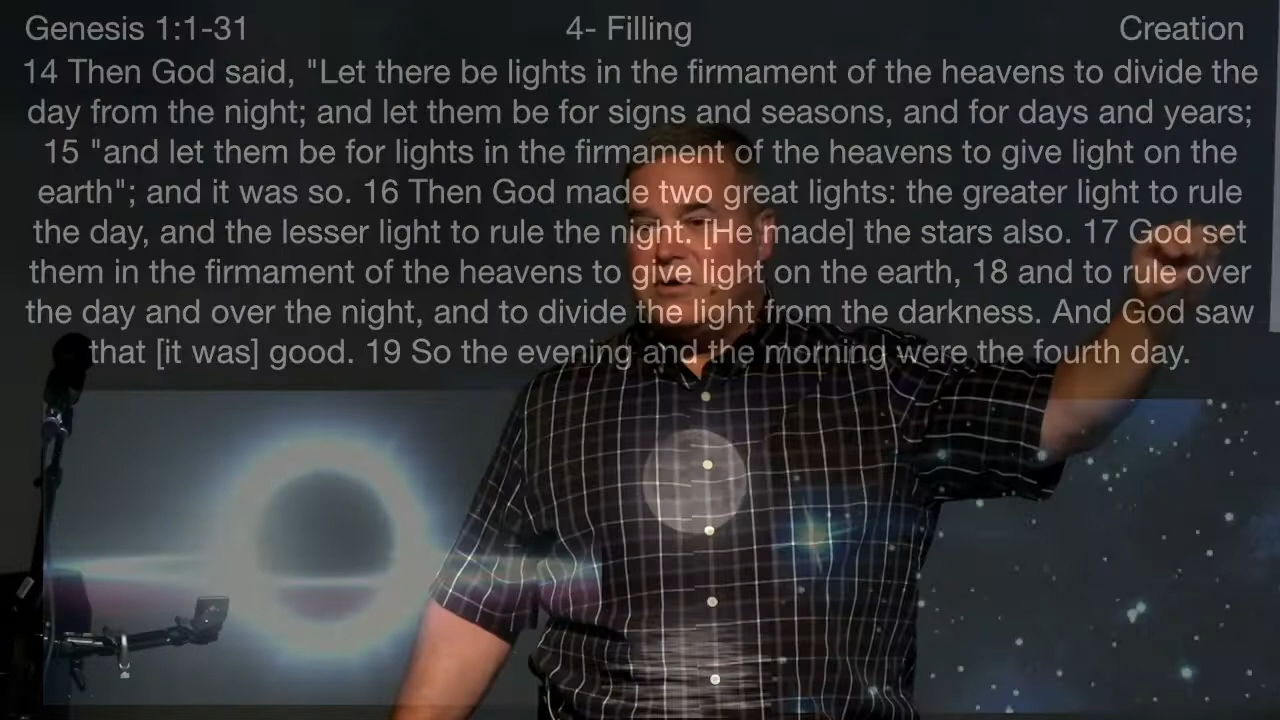 Genesis 1:1-31 4- Filling Creation
14 Then God said, "Let there be lights in the firmament of the heavens to divide the
day from the night; and let them be for signs and seasons, and for days and years;
15 "and let them be for lights in the firmament of the heavens to give light on the
earth"; and it was so. 16 Then God made two great lights: the greater light to rule
the day, and the lesser light to rule the night. [He made] the stars also. 17 God set
them in the firmament of the heavens to give light on the earth, 18 and to rule over
the day and over the night, and to divide the light from the darkness. And God saw
that [it was] good. 19 So the evening and the morning were the fourth day.